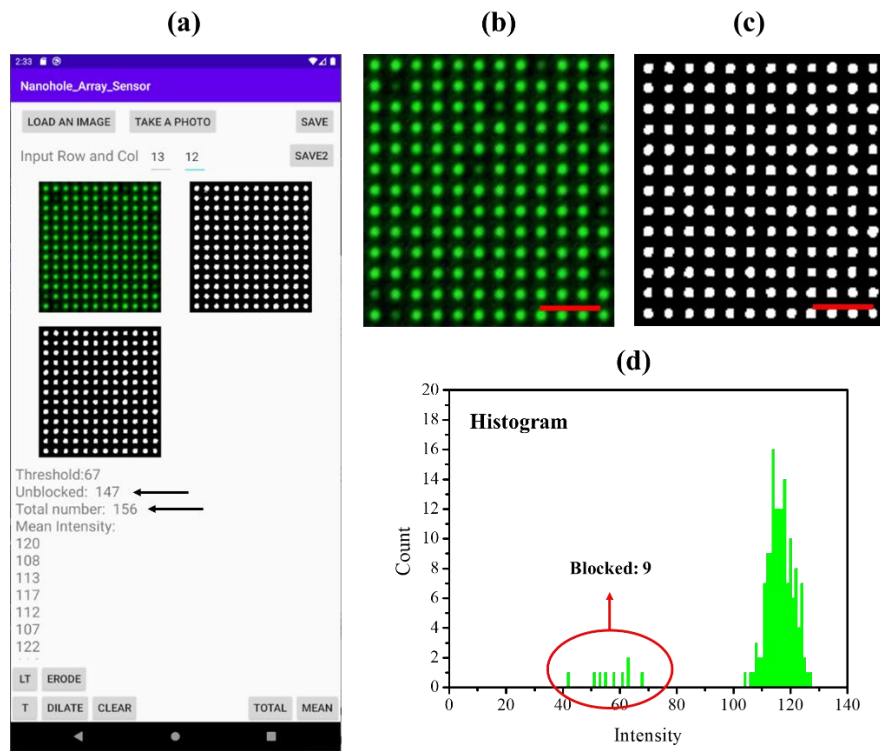 (a)
2:33
Nanohole_Array_Sensor
LOAD AN IMAGE TAKE A PHOTO SAVE
Input Row and Col 13 12 SAVE2
Threshold:67
Unblocked: 147
Total number: 156
Mean Intensity:
120
108
113
117
112
107
122
LT ERODE
T DILATE CLEAR TOTAL MEAN
(b)
(c)
(d)
Histogram
Blocked: 9
Count
20
18
16
14
12
10
8
6
4
2
0
0 20 40 60 80 100 120 140
Intensity